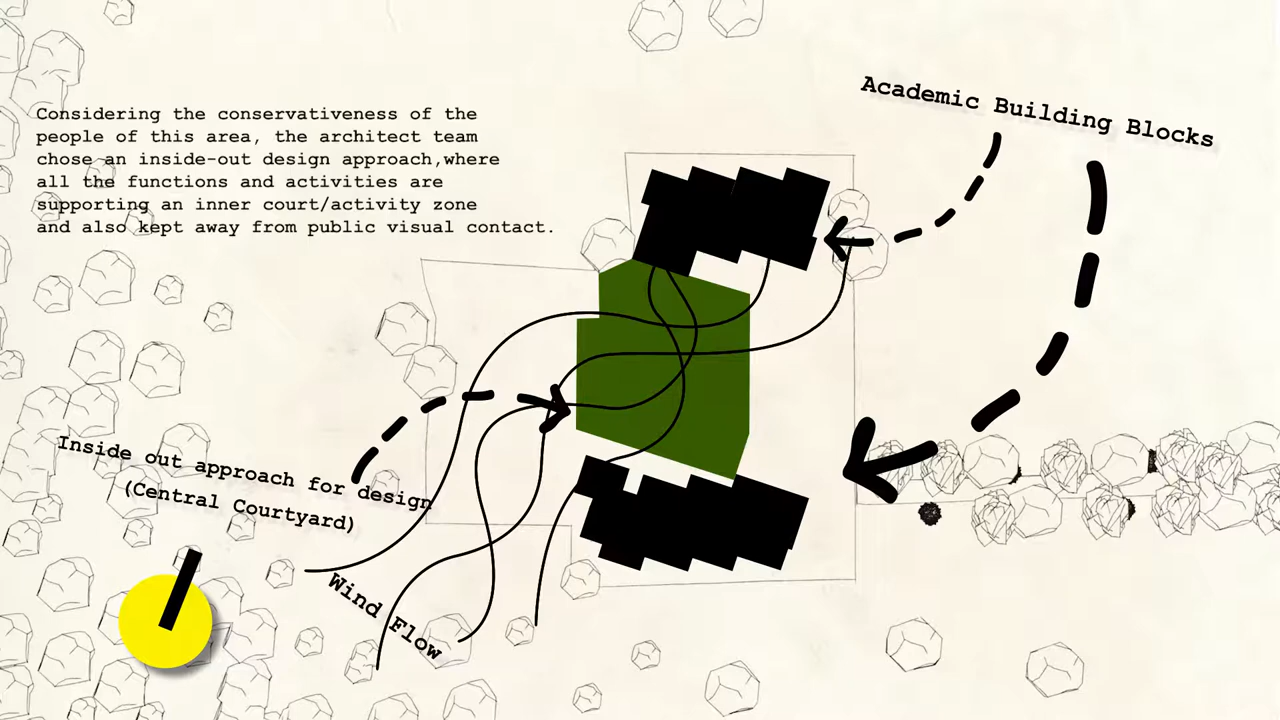 Considering the conservativeness of the
people of this area, the architect team
chose an inside-out design approach,where
all the functions and activities are
supporting an inner court/activity zone
and also kept away from public visual contact.
Academic Building Blocks
Inside out approach for design
(Central Courtyard)
Wind Flow